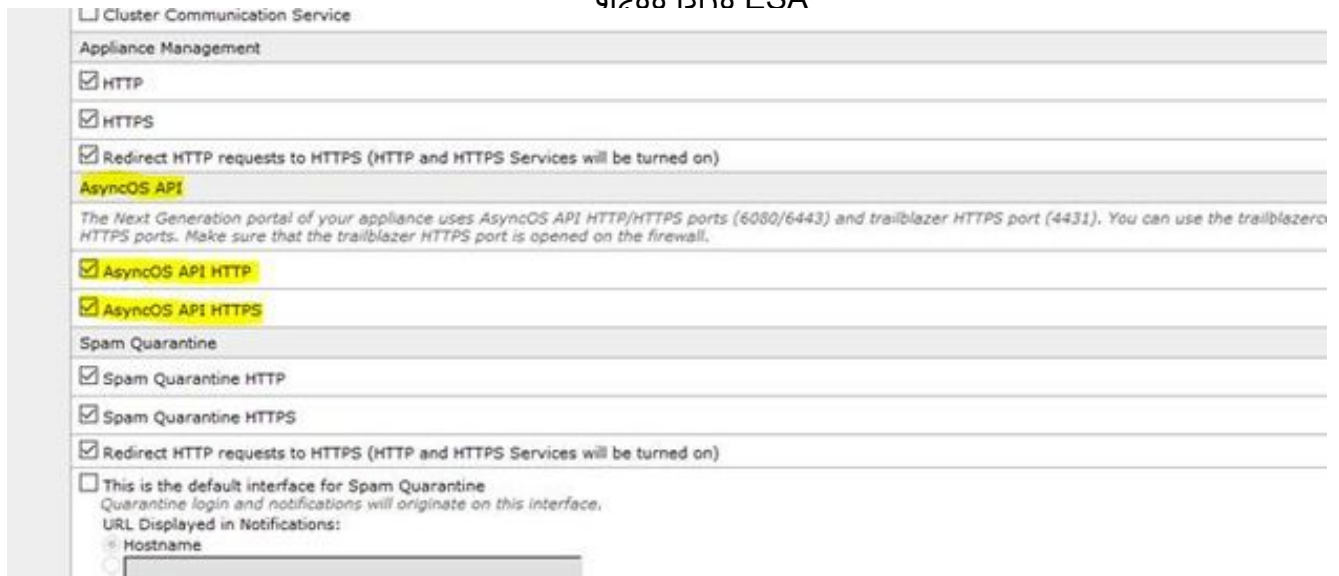 ESA
Cluster Communication Service
Appliance Management
HTTP
HTTPS
Redirect HTTP requests to HTTPS (HTTP and HTTPS Services will be turned on)
AsyncOS API
The Next Generation portal of your appliance uses AsyncOS API HTTP/HTTPS ports (6080/6443) and trailblazer HTTPS port (4431). You can use the trailblazerc
HTTPS ports. Make sure that the trailblazer HTTPS port is opened on the firewall.
AsyncOS API HTTP
AsyncOS API HTTPS
Spam Quarantine
Spam Quarantine HTTP
Spam Quarantine HTTPS
Redirect HTTP requests to HTTPS (HTTP and HTTPS Services will be turned on)
This is the default interface for Spam Quarantine
Quarantine login and notifications will originate on this interface.
URL Displayed in Notifications:
Hostname